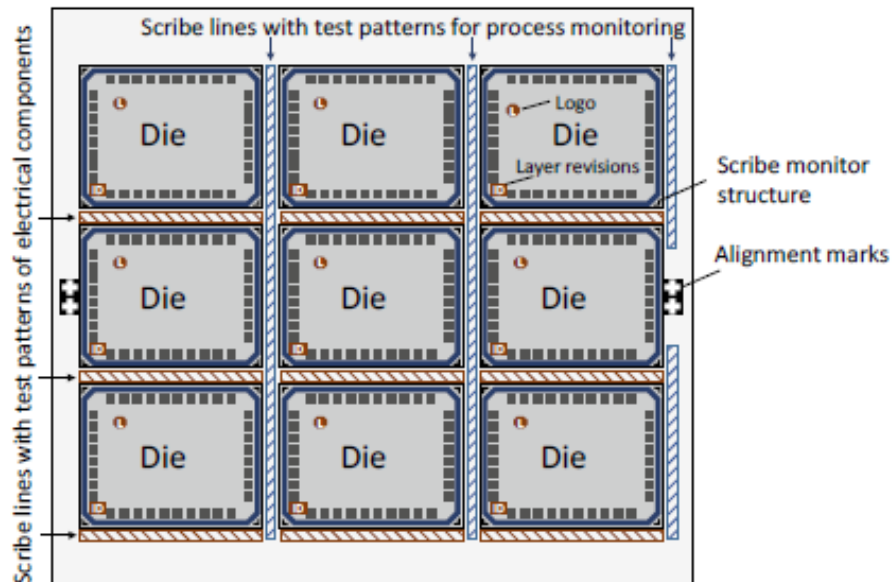 Scribe lines with test patterns for process monitoring
Scribe lines with test patterns of electrical components
L
Die
L
Die
L
Logo
Die
Layer revisions
Scribe monitor
structure
L
Die
L
Die
L
Die
Alignment marks
L
Die
L
Die
L
Die